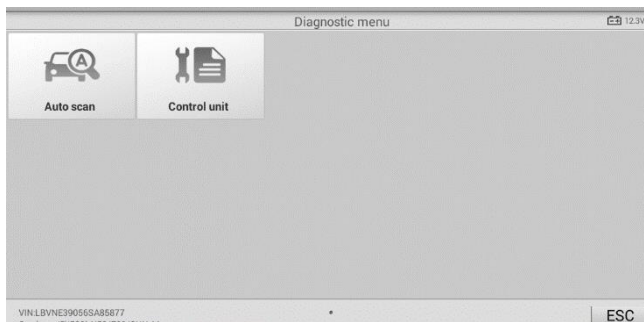 Diagnostic menu
12.3V
Auto scan
Control unit
VIN:LBVNE39056SA85877
ESC